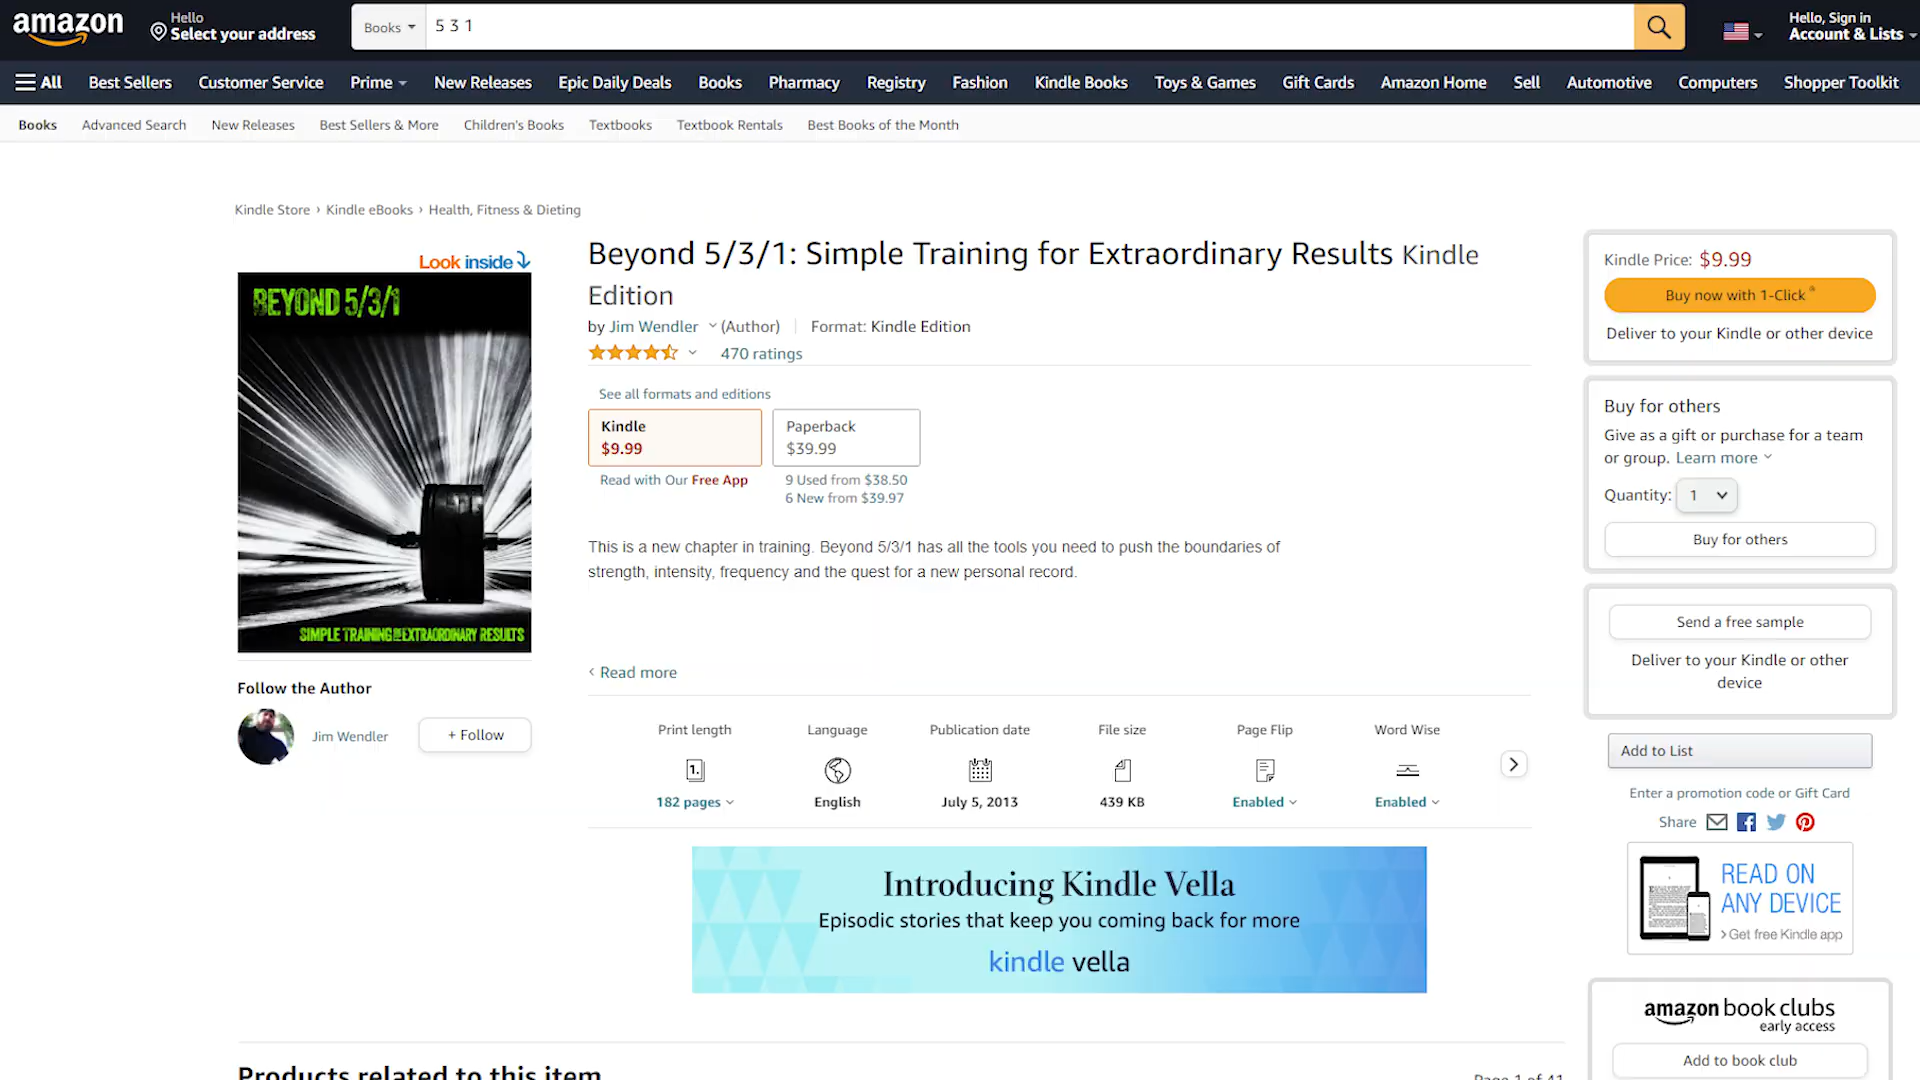 amazon
Hello
Select your address
Books
5 3 1
Hello, Sign in
Account & Lists
All
Best Sellers
Customer Service
Prime
New Releases
Epic Daily Deals
Books
Pharmacy
Registry
Fashion
Kindle Books
Toys & Games
Gift Cards
Amazon Home
Sell
Automotive
Computers
Shopper Toolkit
Books
Advanced Search
New Releases
Best Sellers & More
Children's Books
Textbooks
Textbook Rentals
Best Books of the Month
Kindle Store › Kindle eBooks › Health, Fitness & Dieting
Look inside
BEYOND 5/3/1
SIMPLE TRAINING FOR EXTRAORDINARY RESULTS
Follow the Author
Jim Wendler
+ Follow
Beyond 5/3/1: Simple Training for Extraordinary Results Kindle
Edition
by Jim Wendler (Author) Format: Kindle Edition
470 ratings
See all formats and editions
Kindle
$9.99
Read with Our Free App
Paperback
$39.99
9 Used from $38.50
6 New from $39.97
This is a new chapter in training. Beyond 5/3/1 has all the tools you need to push the boundaries of
strength, intensity, frequency and the quest for a new personal record.
‹ Read more
Print length
1.
182 pages
Language
English
Publication date
July 5, 2013
File size
439 KB
Page Flip
Enabled
Word Wise
Enabled
Introducing Kindle Vella
Episodic stories that keep you coming back for more
kindle vella
Products related to this item
Page 1 of 41
Kindle Price: $9.99
Buy now with 1-Click ®
Deliver to your Kindle or other device
Buy for others
Give as a gift or purchase for a team
or group. Learn more
Quantity: 1
Buy for others
Send a free sample
Deliver to your Kindle or other
device
Add to List
Enter a promotion code or Gift Card
Share
READ ON
ANY DEVICE
› Get free Kindle app
amazon book clubs
early access
Add to book club